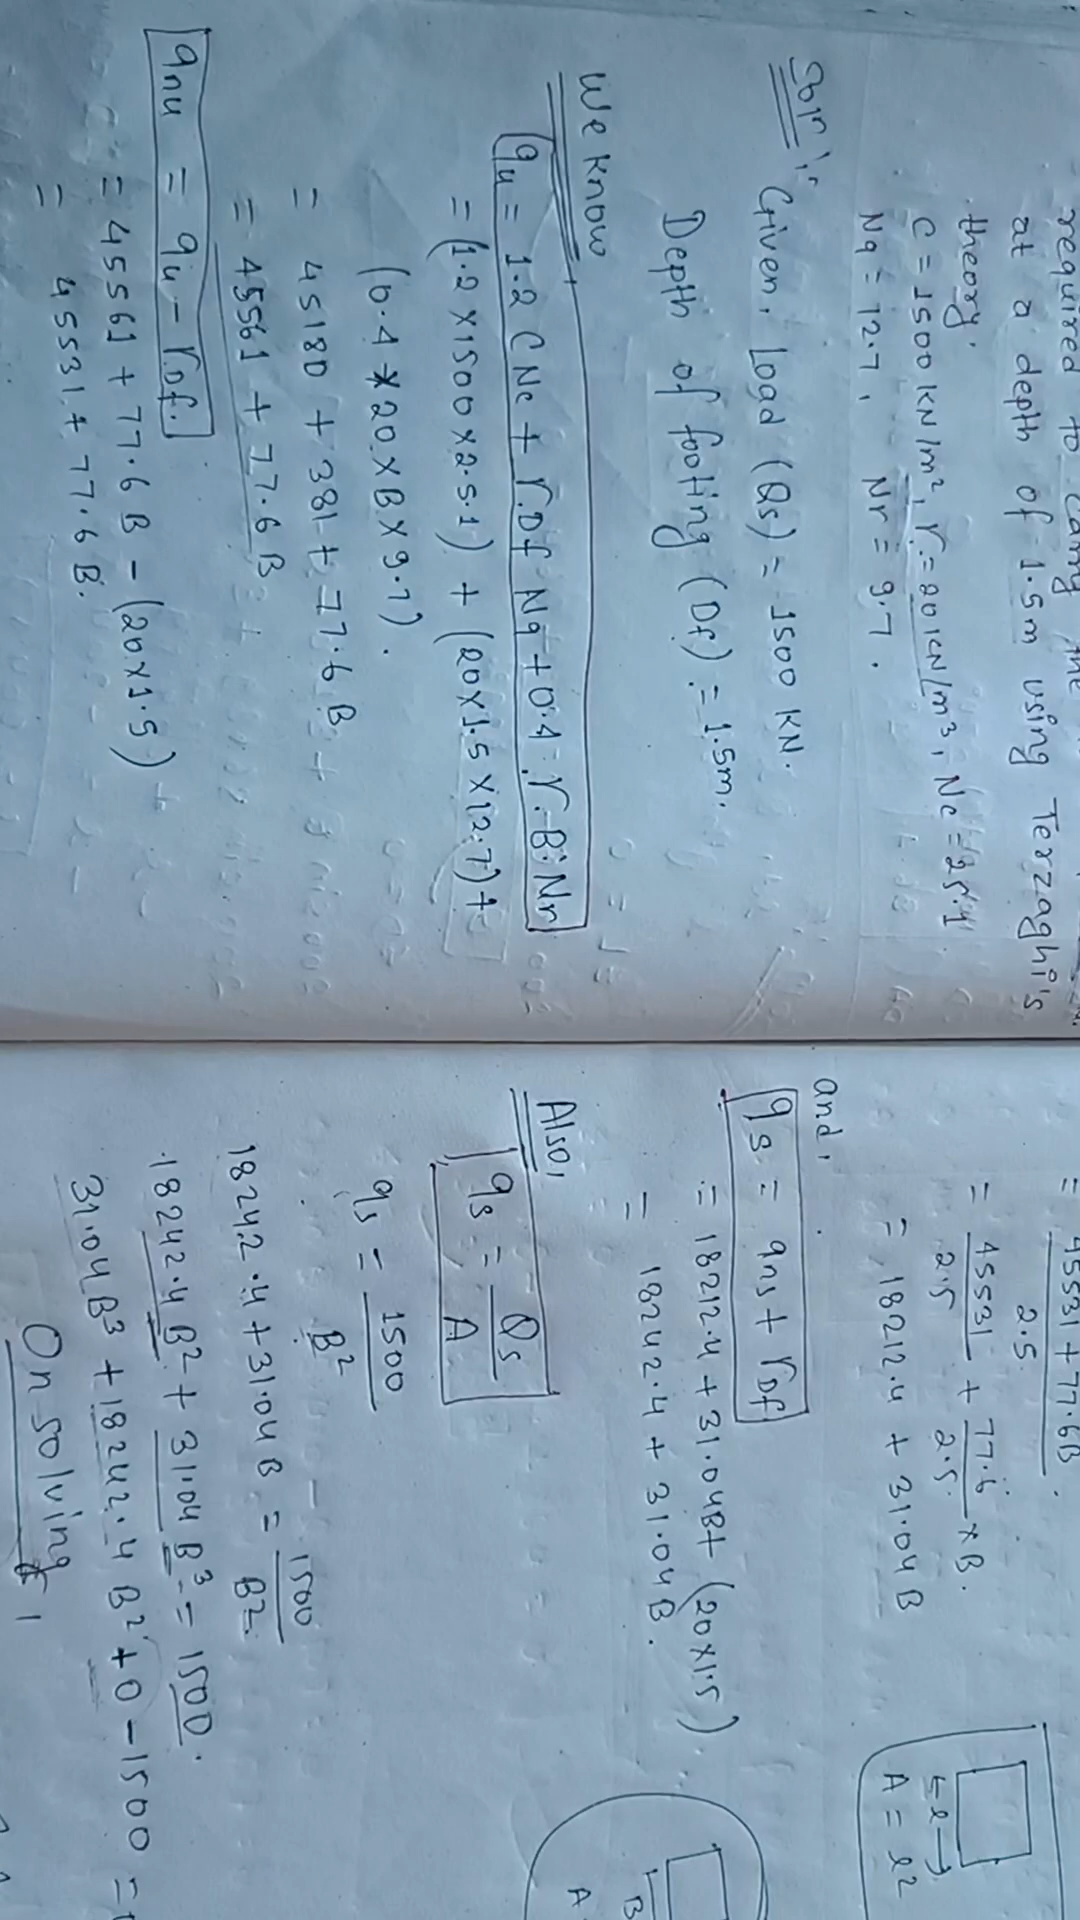 required to carry the
at a depth of 1.5m using Terzaghi's
theory.
C = 1500 KN/m², r = 20 KN/m³, Nc = 25.1
Nq = 12.7, Nr = 9.7.
Soln:
Given, load (Qs) = 1500 KN.
Depth of footing (Df) = 1.5m.
We know
qu = 1.2 CNc + r.Df Nq + 0.4 r.B.Nr
= (1.2 × 1500 × 25.1) + (20 × 1.5 × 12.7) +
(0.4 × 20 × B × 9.7).
= 45180 + 381 + 77.6 B
= 45561 + 77.6 B
qnu = qu - r.Df.
= 45561 + 77.6 B - (20×1.5)
= 45531 + 77.6 B.
= 45531 + 77.6B / 2.5
= 45531 / 2.5 + 77.6 / 2.5 × B.
= 18212.4 + 31.04 B
←l→
A = l²
and,
qs = qns + rDf
= 18212.4 + 31.04B + (20×1.5)
= 18242.4 + 31.04 B.
B
A
Also,
qs = Qs / A
qs = 1500 / B²
18242.4 + 31.04 B = 1500 / B²
18242.4 B² + 31.04 B³ = 1500.
31.04B³ + 18242.4 B² + 0 - 1500 =
On solving,